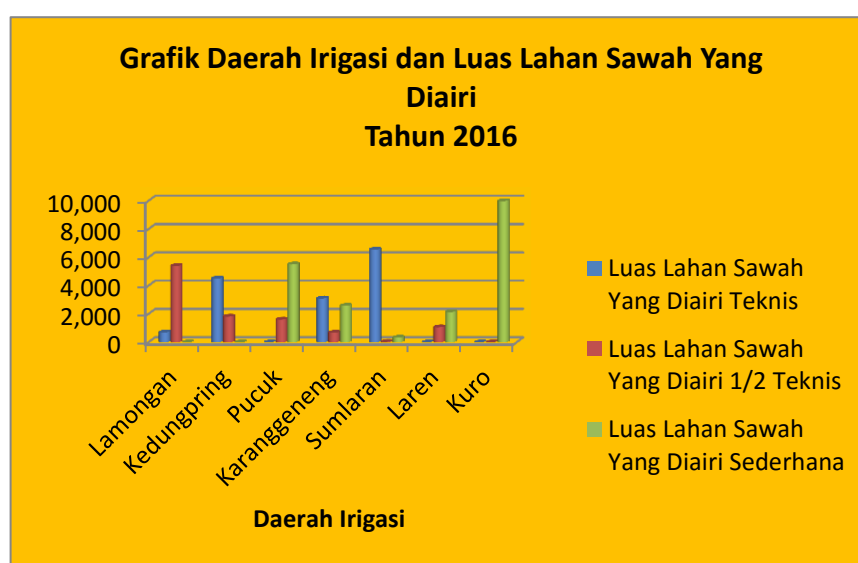 Grafik Daerah Irigasi dan Luas Lahan Sawah Yang
Diairi
Tahun 2016
10,000
8,000
6,000
4,000
2,000
0
Lamongan
Kedungpring
Pucuk
Karanggeneng
Sumlaran
Laren
Kuro
Daerah Irigasi
Luas Lahan Sawah
Yang Diairi Teknis
Luas Lahan Sawah
Yang Diairi 1/2 Teknis
Luas Lahan Sawah
Yang Diairi Sederhana